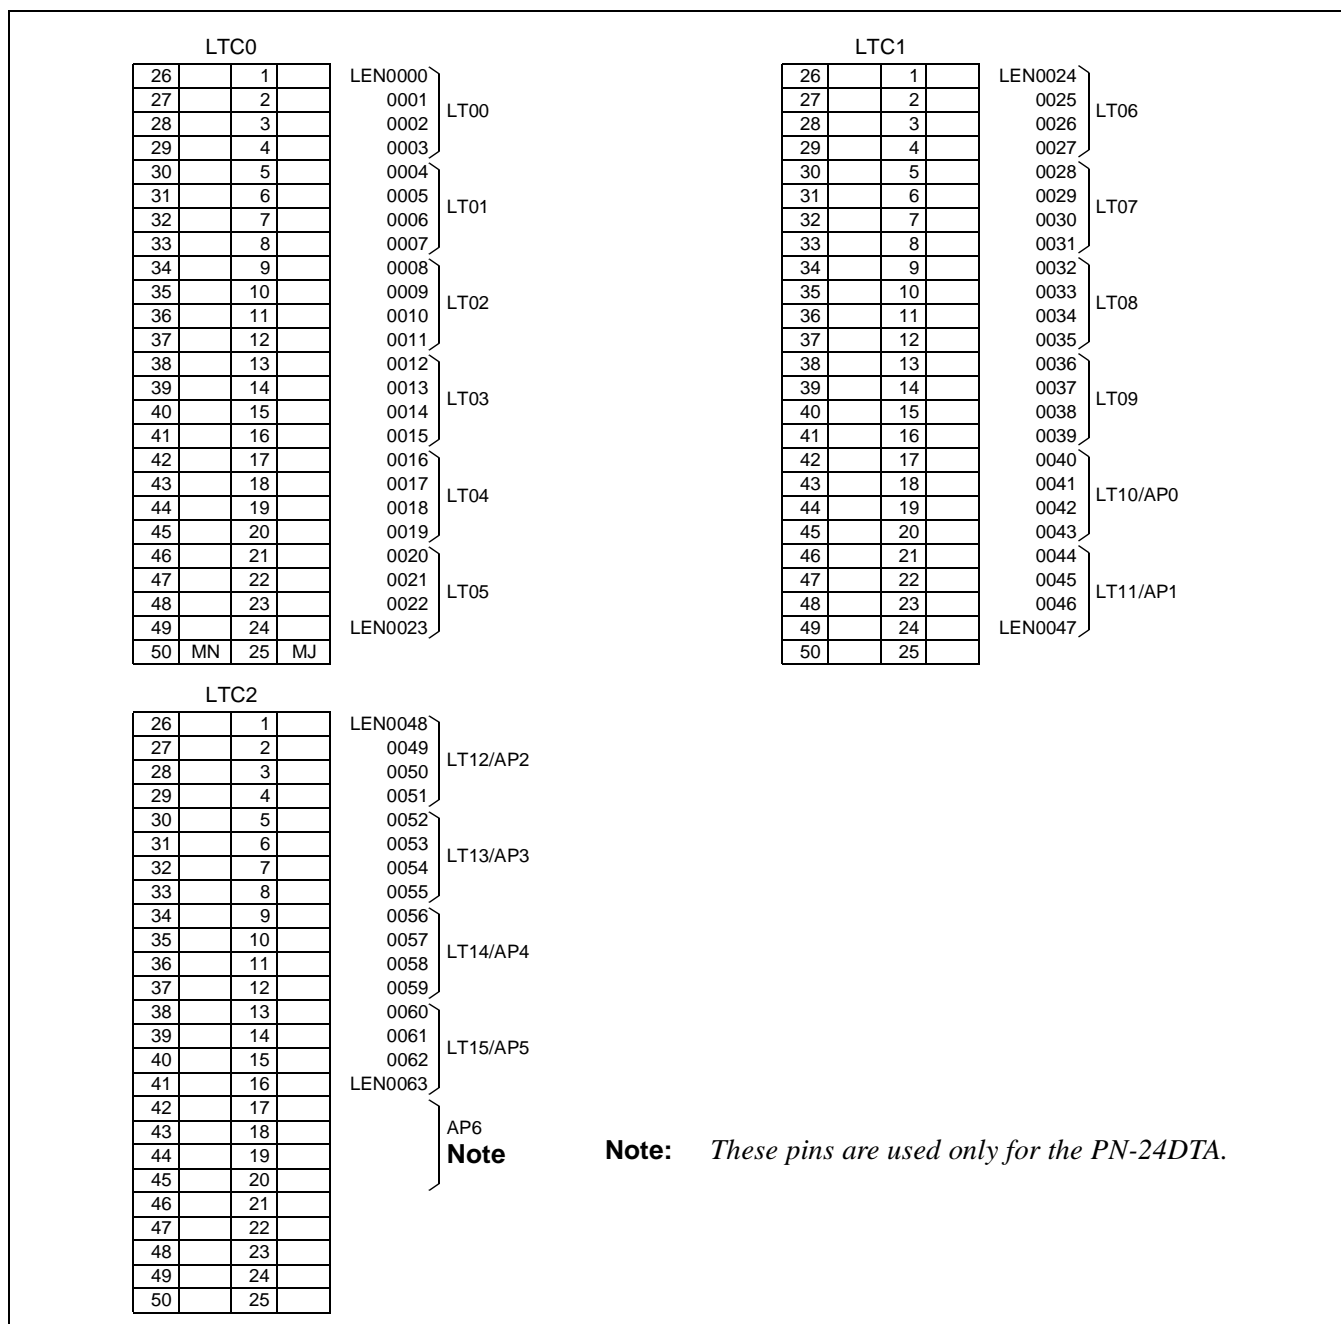 LTC0
26 1 LEN0000
27 2 0001
LT00
28 3 0002
29 4 0003
30 5 0004
31 6 0005
LT01
32 7 0006
33 8 0007
34 9 0008
35 10 0009
LT02
36 11 0010
37 12 0011
38 13 0012
39 14 0013
LT03
40 15 0014
41 16 0015
42 17 0016
43 18 0017
LT04
44 19 0018
45 20 0019
46 21 0020
47 22 0021
LT05
48 23 0022
49 24 LEN0023
50 MN 25 MJ
LTC1
26 1 LEN0024
27 2 0025
LT06
28 3 0026
29 4 0027
30 5 0028
31 6 0029
LT07
32 7 0030
33 8 0031
34 9 0032
35 10 0033
LT08
36 11 0034
37 12 0035
38 13 0036
39 14 0037
LT09
40 15 0038
41 16 0039
42 17 0040
43 18 0041
LT10/AP0
44 19 0042
45 20 0043
46 21 0044
47 22 0045
LT11/AP1
48 23 0046
49 24 LEN0047
50 25
LTC2
26 1 LEN0048
27 2 0049
LT12/AP2
28 3 0050
29 4 0051
30 5 0052
31 6 0053
LT13/AP3
32 7 0054
33 8 0055
34 9 0056
35 10 0057
LT14/AP4
36 11 0058
37 12 0059
38 13 0060
39 14 0061
LT15/AP5
40 15 0062
41 16 LEN0063
42 17
43 18 AP6
44 19 Note
45 20
46 21
47 22
48 23
49 24
50 25
Note: These pins are used only for the PN-24DTA.